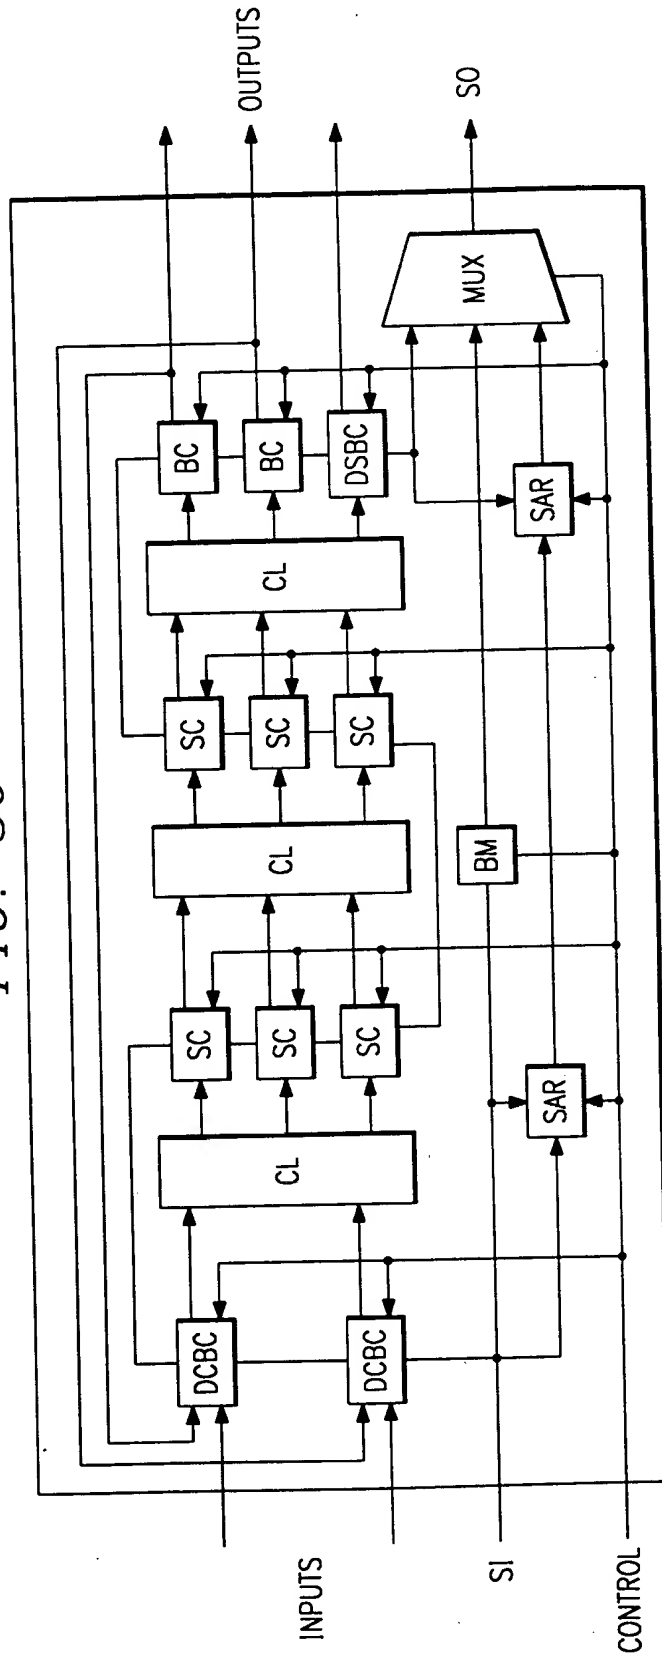 DCBC
SC
SC
BC
CL
CL
CL
INPUTS
SC
SC
BC
OUTPUTS
DCBC
SC
SC
DSBC
SI
BM
MUX
SO
SAR
SAR
CONTROL